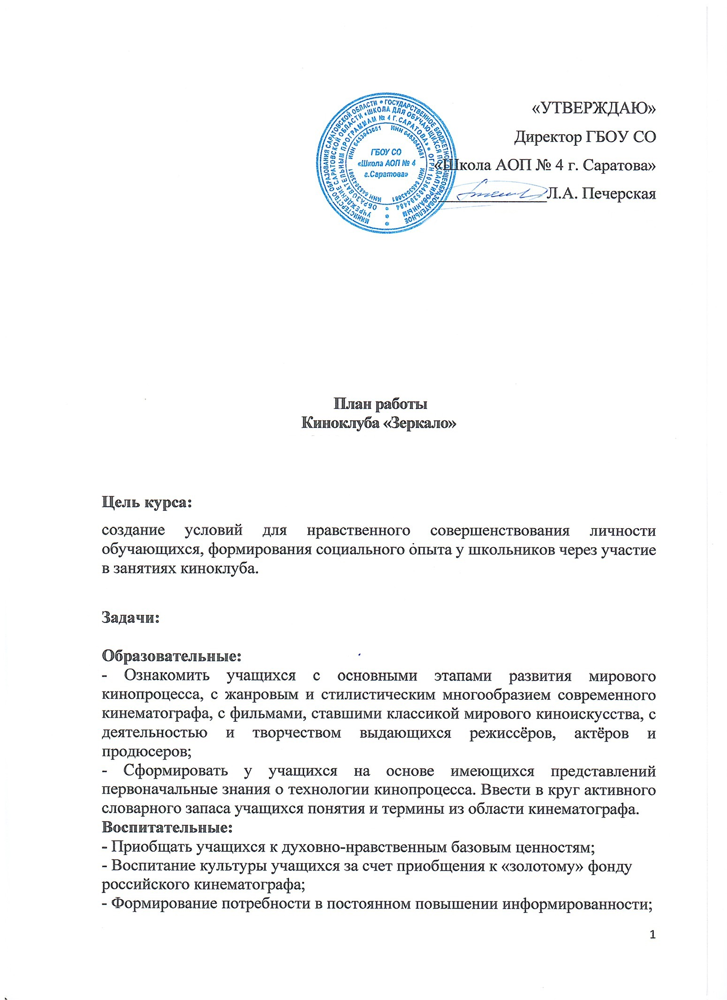 «УТВЕРЖДАЮ»
Директор ГБОУ СО
«Школа АОП № 4 г. Саратова»
Л.А. Печерская
МИНИСТЕРСТВО ОБРАЗОВАНИЯ САРАТОВСКОЙ ОБЛАСТИ * ГОСУДАРСТВЕННОЕ БЮДЖЕТНОЕ ОБЩЕОБРАЗОВАТЕЛЬНОЕ
УЧРЕЖДЕНИЕ САРАТОВСКОЙ ОБЛАСТИ «ШКОЛА ДЛЯ ОБУЧАЮЩИХСЯ ПО АДАПТИРОВАННЫМ
ОБРАЗОВАТЕЛЬНЫМ ПРОГРАММАМ № 4 Г. САРАТОВА» * ОГРН 1036405304484
ИНН 6453043081 ИНН 6453043081 ИНН 6453043081 ИНН 6453043081
ГБОУ СО
«Школа АОП № 4
г.Саратова»
План работы
Киноклуба «Зеркало»
Цель курса:
создание условий для нравственного совершенствования личности
обучающихся, формирования социального опыта у школьников через участие
в занятиях киноклуба.
Задачи:
Образовательные:
- Ознакомить учащихся с основными этапами развития мирового
кинопроцесса, с жанровым и стилистическим многообразием современного
кинематографа, с фильмами, ставшими классикой мирового киноискусства, с
деятельностью и творчеством выдающихся режиссёров, актёров и
продюсеров;
- Сформировать у учащихся на основе имеющихся представлений
первоначальные знания о технологии кинопроцесса. Ввести в круг активного
словарного запаса учащихся понятия и термины из области кинематографа.
Воспитательные:
- Приобщать учащихся к духовно-нравственным базовым ценностям;
- Воспитание культуры учащихся за счет приобщения к «золотому» фонду
российского кинематографа;
- Формирование потребности в постоянном повышении информированности;
1